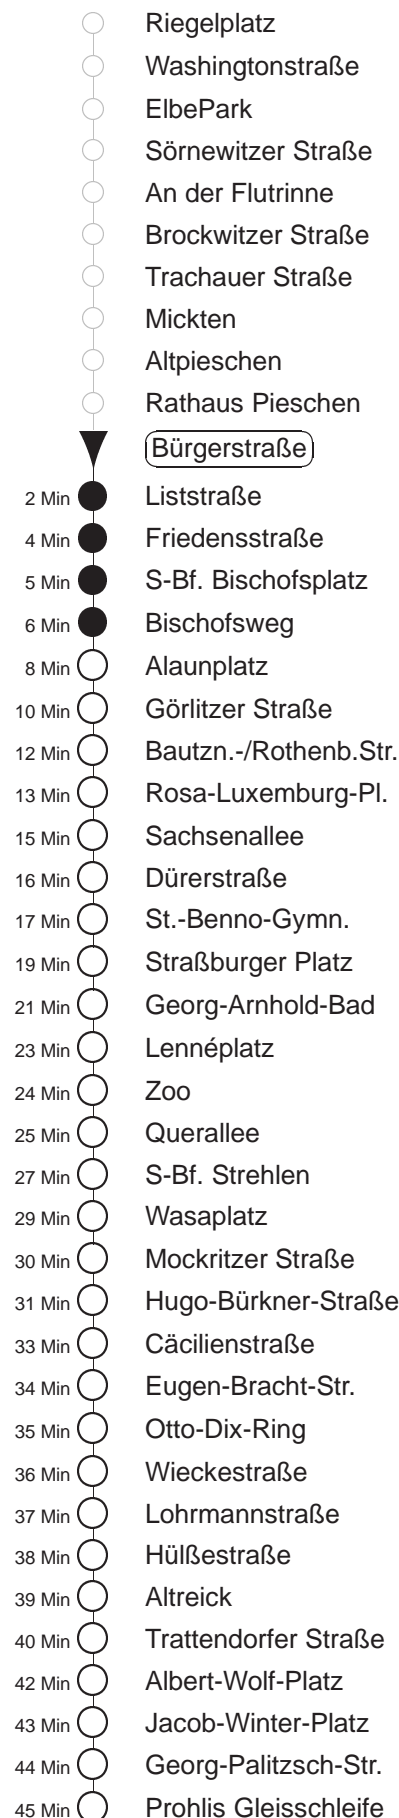 Riegelplatz
Washingtonstraße
ElbePark
Sörnewitzer Straße
An der Flutrinne
Brockwitzer Straße
Trachauer Straße
Mickten
Altpieschen
Rathaus Pieschen
Bürgerstraße
2 Min Liststraße
4 Min Friedensstraße
5 Min S-Bf. Bischofsplatz
6 Min Bischofsweg
8 Min Alaunplatz
10 Min Görlitzer Straße
12 Min Bautzn.-/Rothenb.Str.
13 Min Rosa-Luxemburg-Pl.
15 Min Sachsenallee
16 Min Dürerstraße
17 Min St.-Benno-Gymn.
19 Min Straßburger Platz
21 Min Georg-Arnhold-Bad
23 Min Lennéplatz
24 Min Zoo
25 Min Querallee
27 Min S-Bf. Strehlen
29 Min Wasaplatz
30 Min Mockritzer Straße
31 Min Hugo-Bürkner-Straße
33 Min Cäcilienstraße
34 Min Eugen-Bracht-Str.
35 Min Otto-Dix-Ring
36 Min Wieckestraße
37 Min Lohrmannstraße
38 Min Hülßestraße
39 Min Altreick
40 Min Trattendorfer Straße
42 Min Albert-Wolf-Platz
43 Min Jacob-Winter-Platz
44 Min Georg-Palitzsch-Str.
45 Min Prohlis Gleisschleife